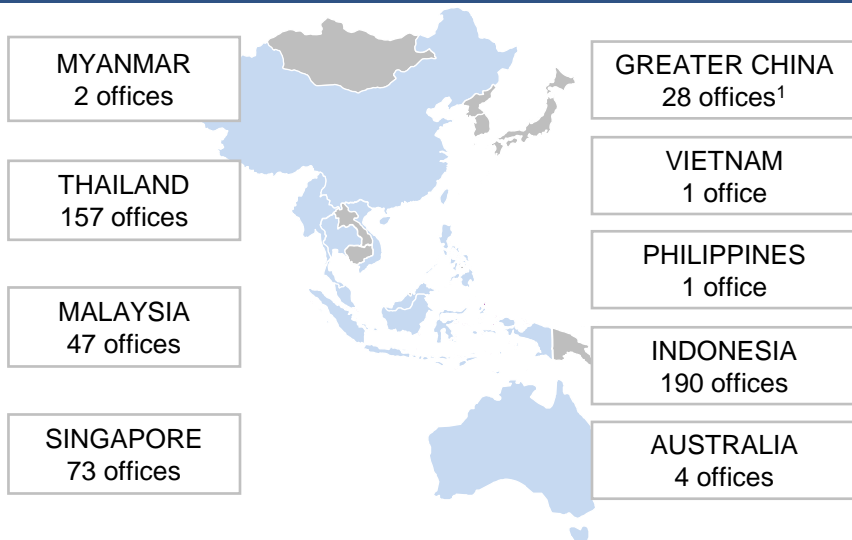 MYANMAR
2 offices
THAILAND
157 offices
MALAYSIA
47 offices
SINGAPORE
73 offices
GREATER CHINA
28 offices¹
VIETNAM
1 office
PHILIPPINES
1 office
INDONESIA
190 offices
AUSTRALIA
4 offices